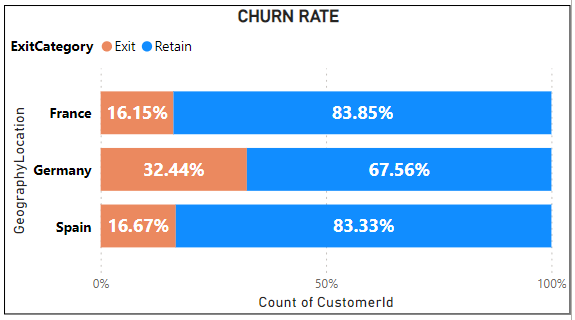 CHURN RATE
ExitCategory Exit Retain
GeographyLocation
France 16.15% 83.85%
Germany 32.44% 67.56%
Spain 16.67% 83.33%
0% 50% 100%
Count of CustomerId